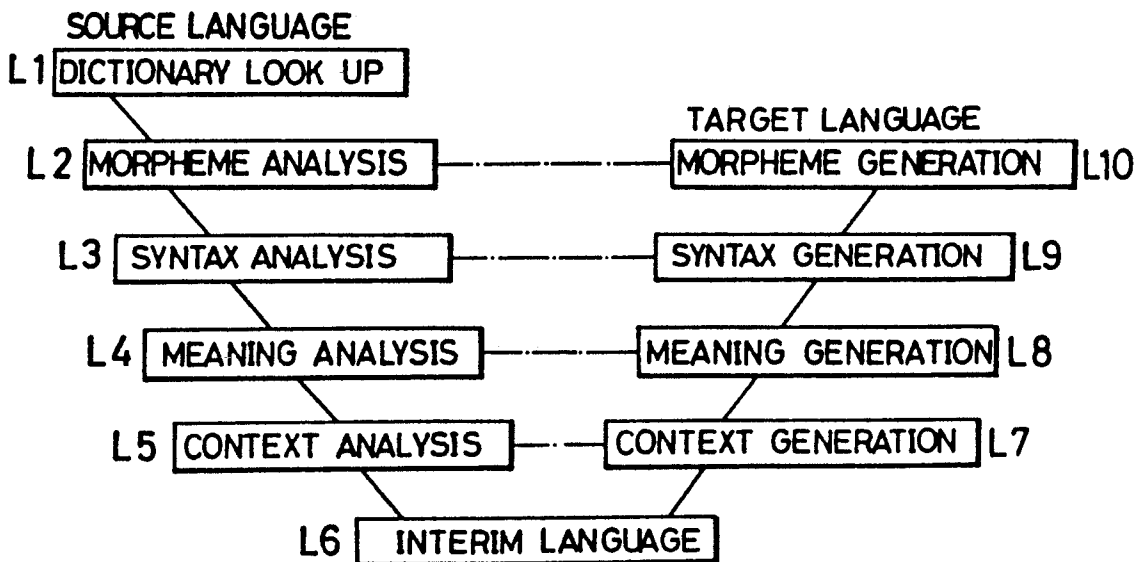 SOURCE LANGUAGE
L1 DICTIONARY LOOK UP
TARGET LANGUAGE
L2 MORPHEME ANALYSIS MORPHEME GENERATION L10
L3 SYNTAX ANALYSIS SYNTAX GENERATION L9
L4 MEANING ANALYSIS MEANING GENERATION L8
L5 CONTEXT ANALYSIS CONTEXT GENERATION L7
L6 INTERIM LANGUAGE